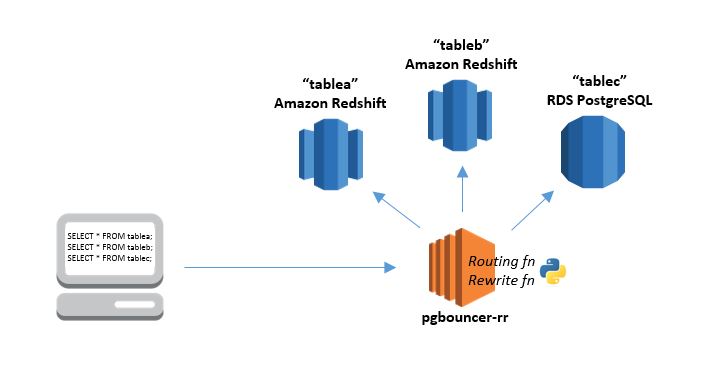 “tableb”
Amazon Redshift
“tablea”
Amazon Redshift
“tablec”
RDS PostgreSQL
SELECT * FROM tablea;
SELECT * FROM tableb;
SELECT * FROM tablec;
Routing fn
Rewrite fn
pgbouncer-rr